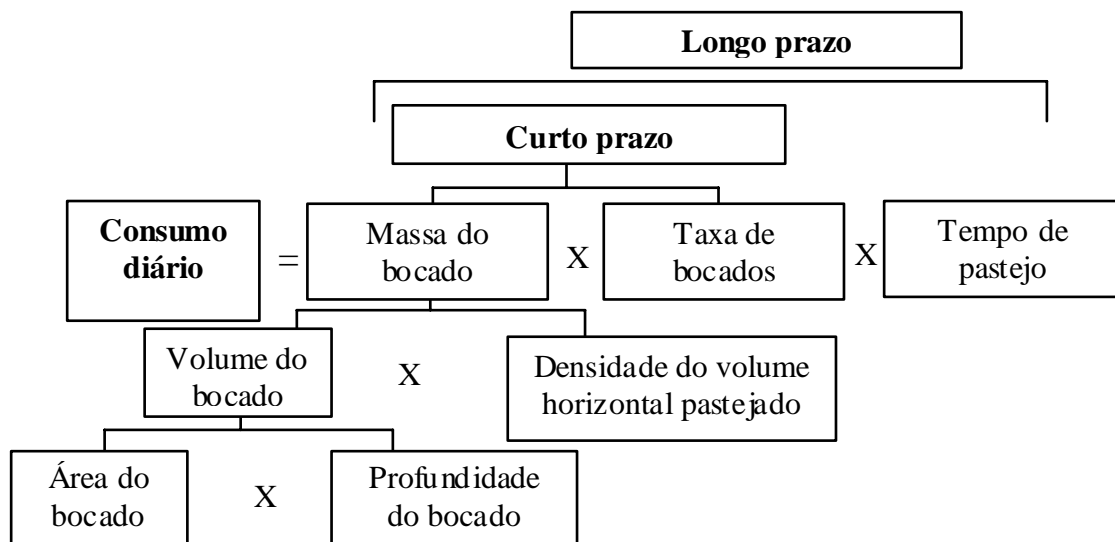 Longo prazo
Curto prazo
Consumo
diário
=
Massa do
bocado
X
Taxa de
bocados
X
Tempo de
pastejo
Volume do
bocado
X
Densidade do volume
horizontal pastejado
Área do
bocado
X
Profundidade
do bocado